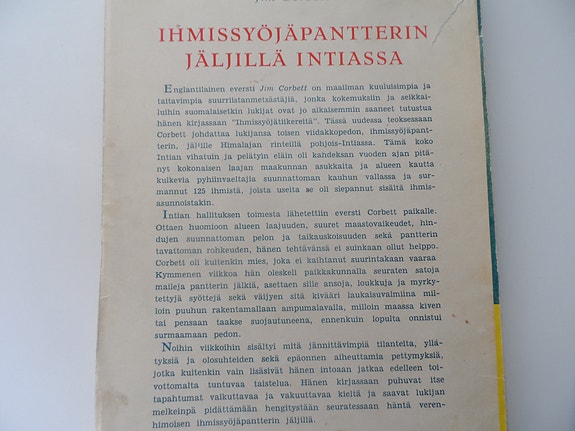 IHMISSYÖJÄPANTTERIN
JÄLJILLÄ INTIASSA
Englantilainen eversti Jim Corbett on maailman kuuluisimpia ja
taitavimpia suurriistanmetsästäjiä, jonka kokemuksiin ja seikkai-
luihin suomalaisetkin lukijat ovat jo aikaisemmin saaneet tutustua
hänen kirjassaan "Ihmissyöjätiikereitä". Tässä uudessa teoksessaan
Corbett johdattaa lukijansa toisen viidakkopedon, ihmissyöjäpant-
terin, jäljille Himalajan rinteillä pohjois-Intiassa. Tämä koko
Intian vihatuin ja pelätyin eläin oli kahdeksan vuoden ajan pitä-
nyt kokonaisen laajan maakunnan asukkaita ja alueen kautta
kulkevia pyhiinvaeltajia suunnattoman kauhun vallassa ja sur-
mannut 125 ihmistä, joista useita se oli siepannut sisältä ihmis-
asunnoistakin.
Intian hallituksen toimesta lähetettiin eversti Corbett paikalle.
Ottaen huomioon alueen laajuuden, suuret maastovaikeudet, hin-
dujen suunnattoman pelon ja taikauskoisuuden sekä pantterin
tavattoman rohkeuden, hänen tehtävänsä ei suinkaan ollut helppo.
Corbett oli kuitenkin mies, joka ei kaihtanut suurintakaan vaaraa
Kymmenen viikkoa hän oleskeli paikkakunnalla seuraten satoja
maileja pantterin jälkiä, asettaen sille ansoja, loukkuja ja myrky-
tettyjä syöttejä sekä väijyen sitä kivääri laukaisuvalmiina mil-
loin puuhun rakentamallaan ampumalavalla, milloin maassa kiven
tai pensaan taakse suojautuneena, ennenkuin lopulta onnistui
surmaamaan pedon.
Noihin viikkoihin sisältyi mitä jännittävimpiä tilanteita, yllä-
tyksiä ja olosuhteiden sekä epäonnen aiheuttamia pettymyksiä,
jotka kuitenkin vain lisäsivät hänen intoaan jatkaa edelleen toi-
vottomalta tuntuvaa taistelua. Hänen kirjassaan puhuvat itse
tapahtumat vaikuttavaa ja vakuuttavaa kieltä ja saavat lukijan
melkeinpä pidättämään hengitystään seuratessaan häntä veren-
himoisen ihmissyöjäpantterin jäljillä.